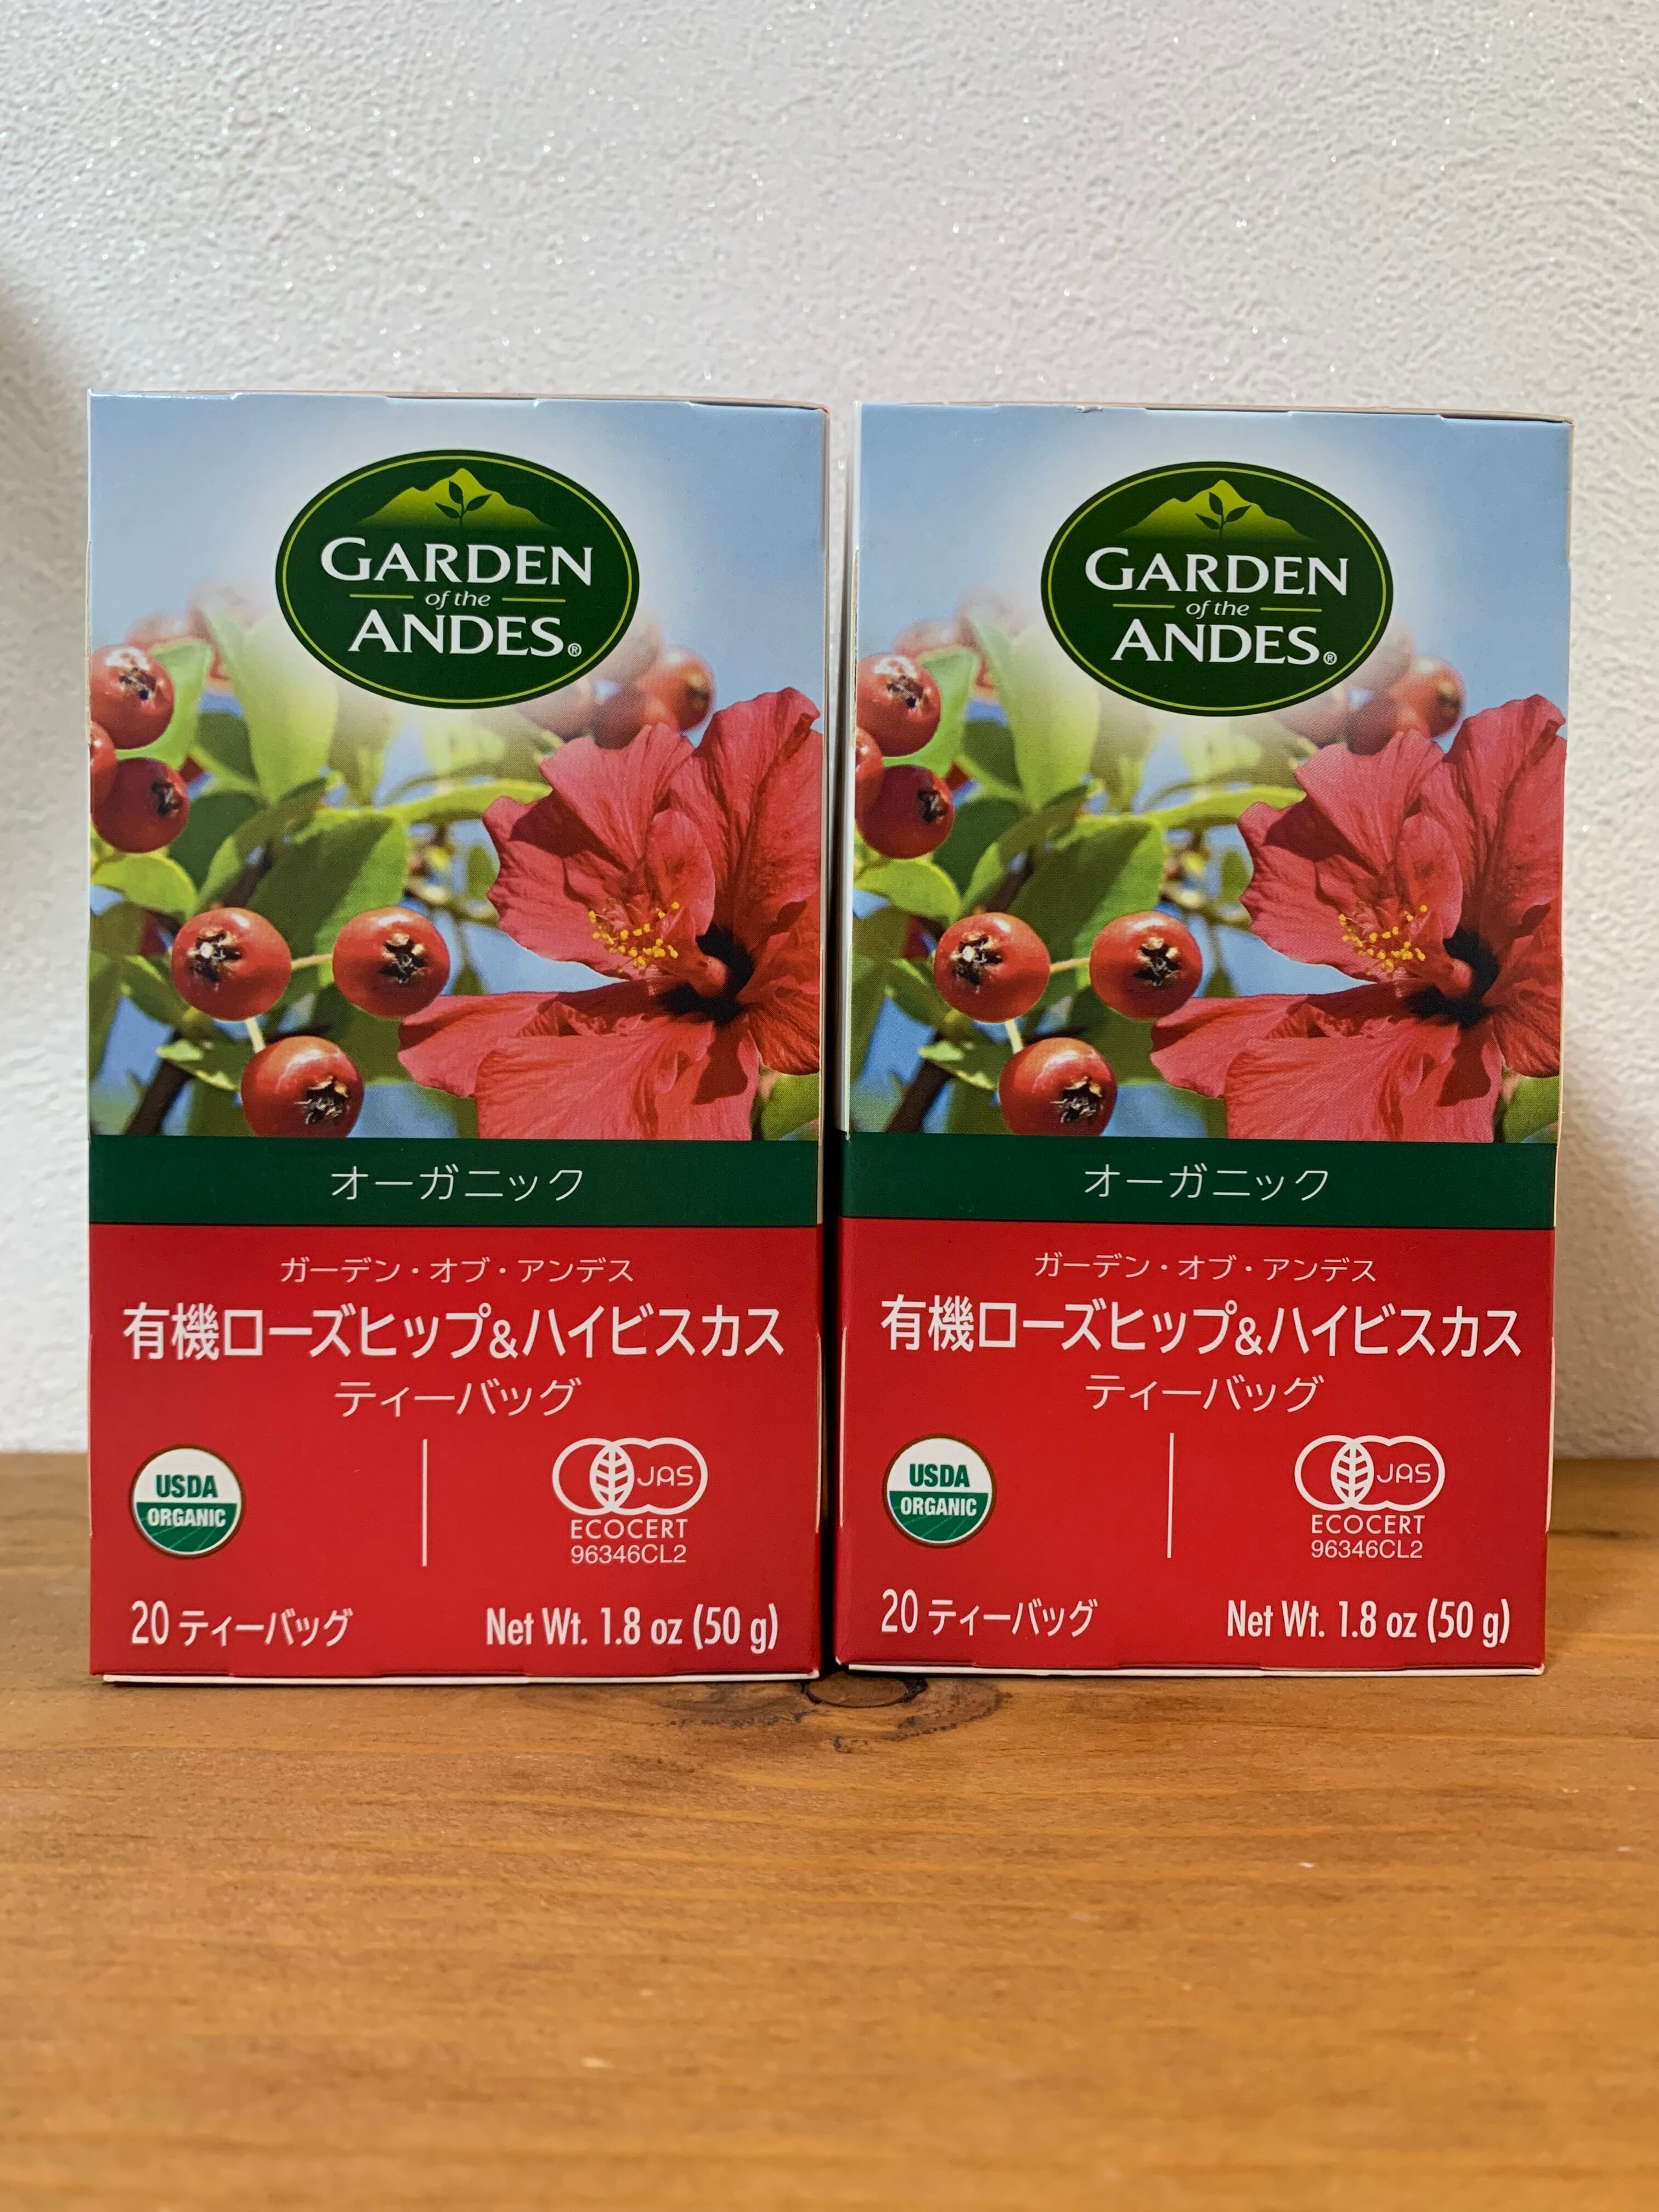 GARDEN
of the
ANDES®
オーガニック
ガーデン・オブ・アンデス
有機ローズヒップ&ハイビスカス
ティーバッグ
USDA
ORGANIC
JAS
ECOCERT
96346CL2
20 ティーバッグ
Net Wt. 1.8 oz (50 g)
GARDEN
of the
ANDES®
オーガニック
ガーデン・オブ・アンデス
有機ローズヒップ&ハイビスカス
ティーバッグ
USDA
ORGANIC
JAS
ECOCERT
96346CL2
20 ティーバッグ
Net Wt. 1.8 oz (50 g)